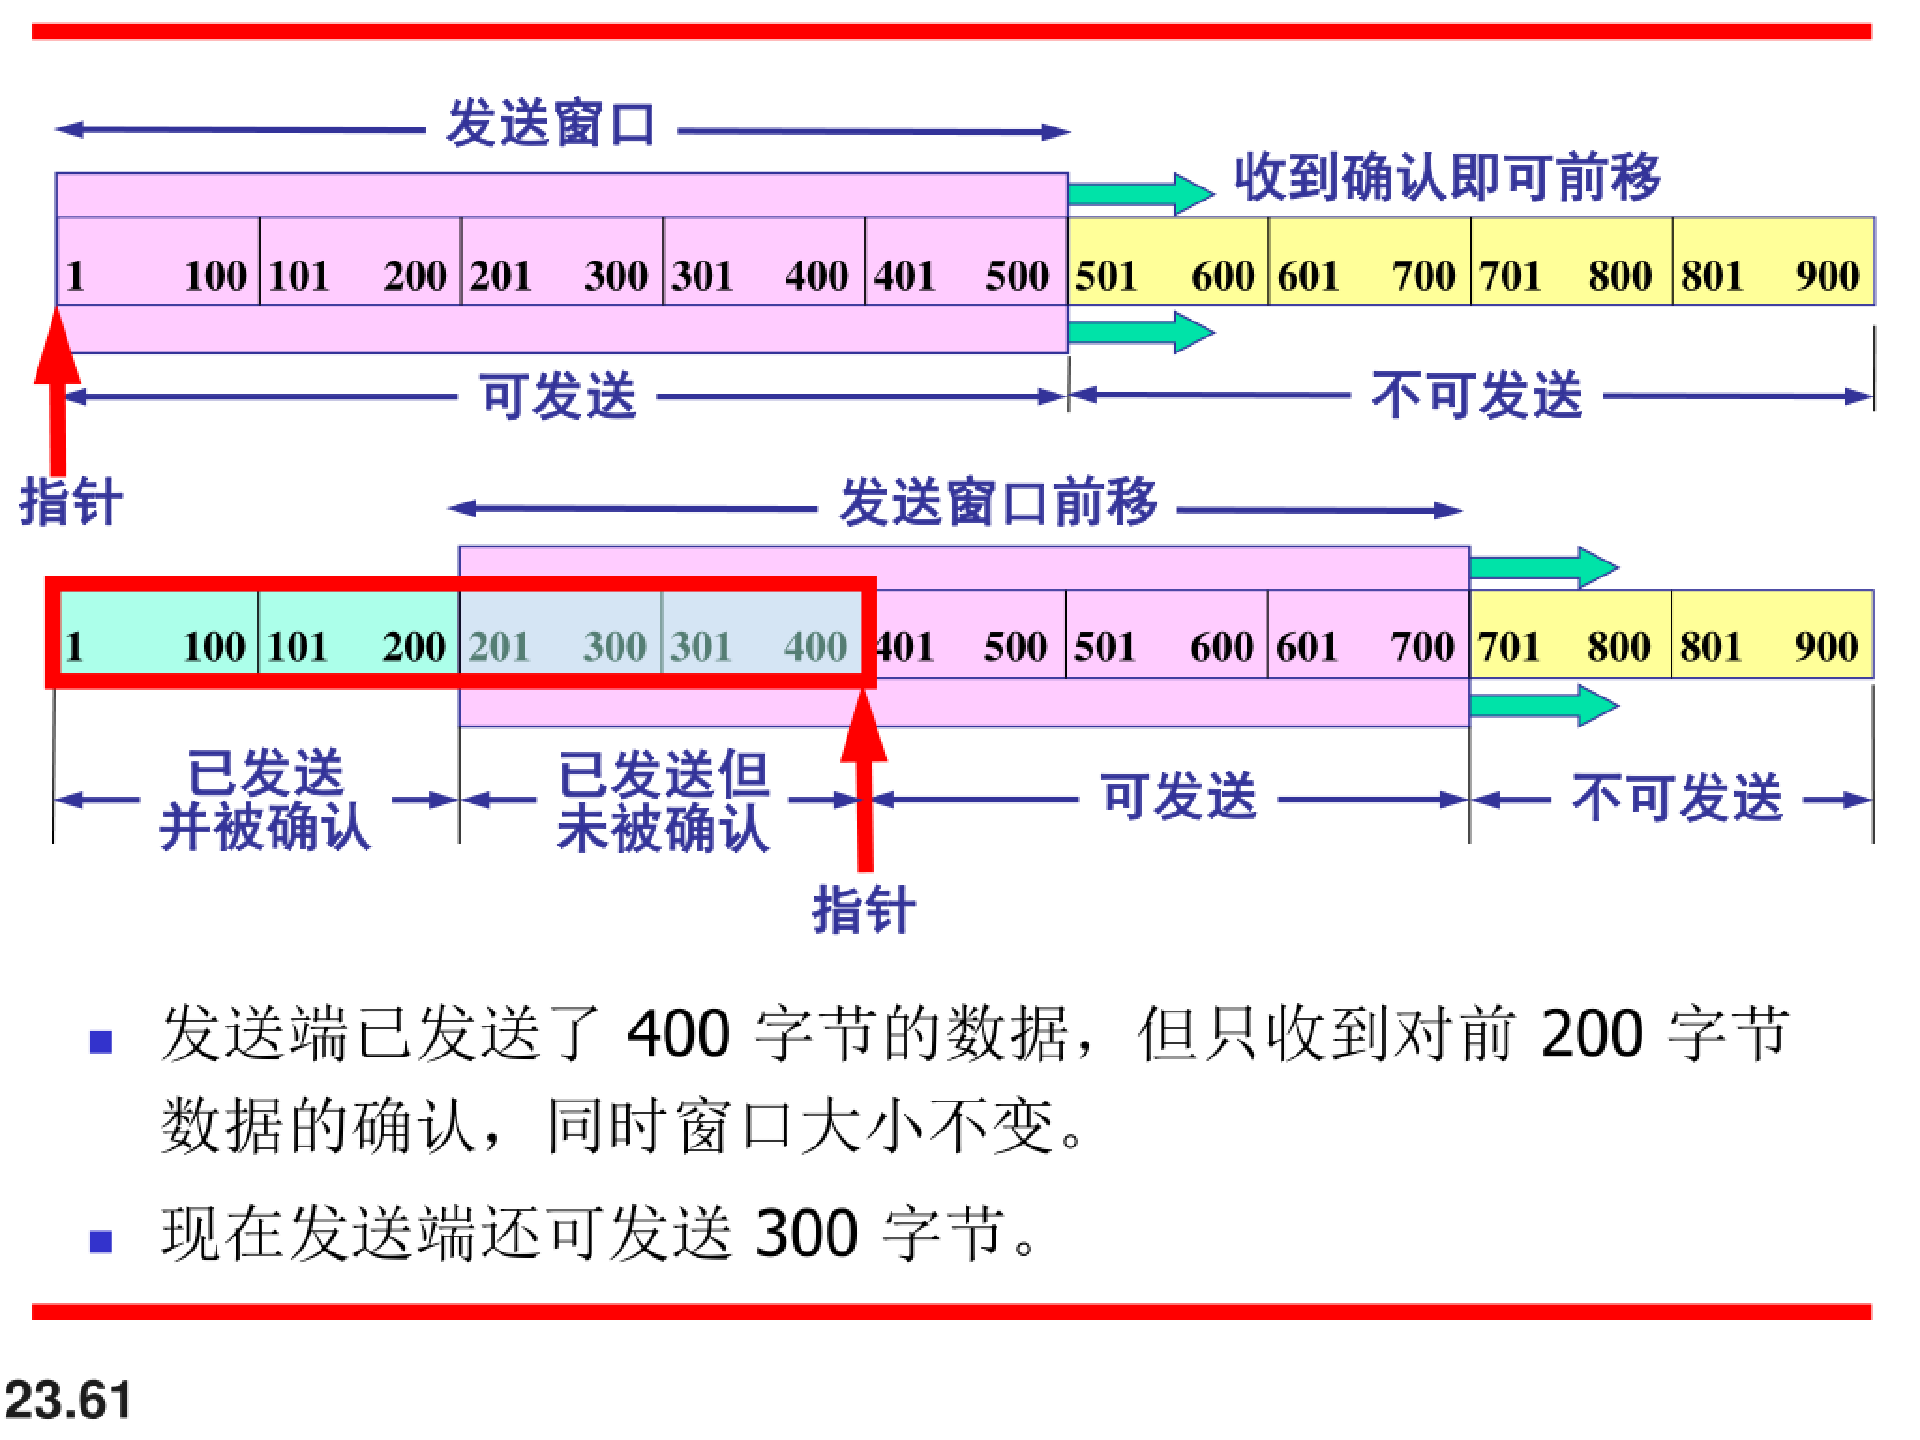 发送窗口
收到确认即可前移
1 100 101 200 201 300 301 400 401 500 501 600 601 700 701 800 801 900
可发送 不可发送
指针
发送窗口前移
1 100 101 200 201 300 301 400 401 500 501 600 601 700 701 800 801 900
已发送
并被确认
已发送但
未被确认
可发送
不可发送
指针
发送端已发送了 400 字节的数据，但只收到对前 200 字节
数据的确认，同时窗口大小不变。
现在发送端还可发送 300 字节。
23.61